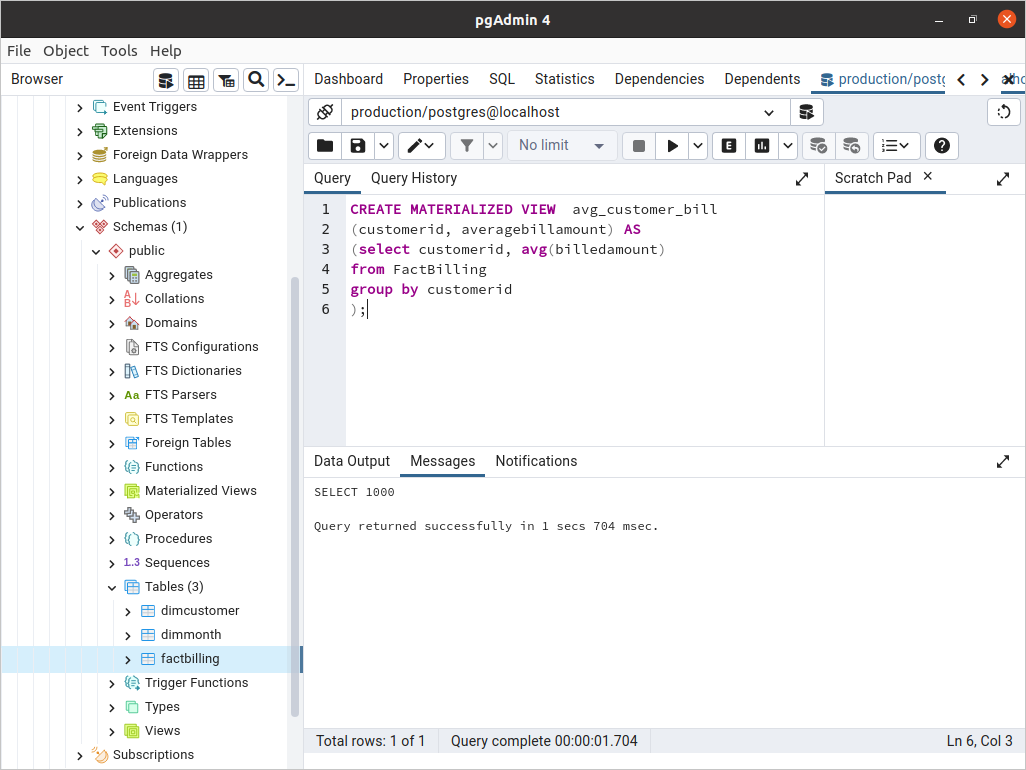 pgAdmin 4
File Object Tools Help
Browser
Event Triggers
Extensions
Foreign Data Wrappers
Languages
Publications
Schemas (1)
public
Aggregates
Collations
Domains
FTS Configurations
FTS Dictionaries
Aa FTS Parsers
FTS Templates
Foreign Tables
Functions
Materialized Views
Operators
Procedures
1..3 Sequences
Tables (3)
dimcustomer
dimmonth
factbilling
Trigger Functions
Types
Views
Subscriptions
Dashboard Properties SQL Statistics Dependencies Dependents production/postg
production/postgres@localhost
No limit E
Query Query History
Scratch Pad
1 CREATE MATERIALIZED VIEW  avg_customer_bill
2 (customerid, averagebillamount) AS
3 (select customerid, avg(billedamount)
4 from FactBilling
5 group by customerid
6 );
Data Output Messages Notifications
SELECT 1000
Query returned successfully in 1 secs 704 msec.
Total rows: 1 of 1 Query complete 00:00:01.704 Ln 6, Col 3